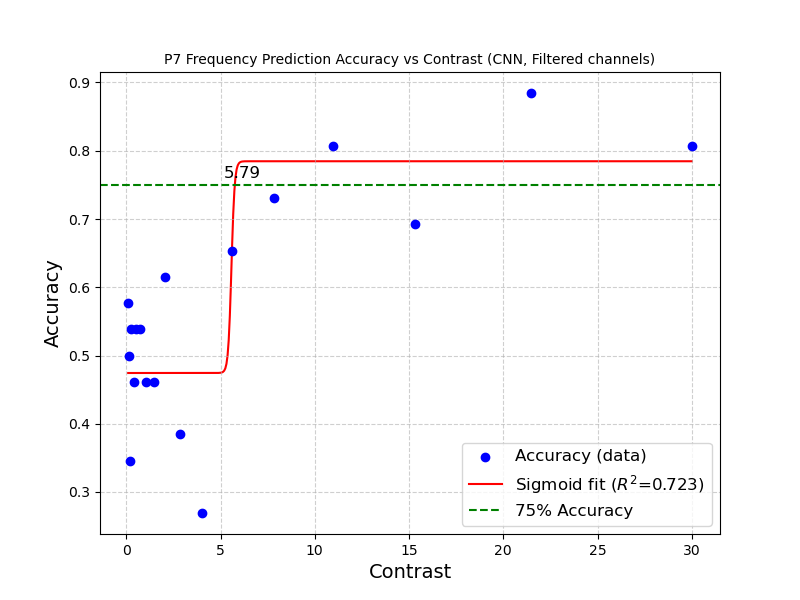 P7 Frequency Prediction Accuracy vs Contrast (CNN, Filtered channels)
0.9
0.8
0.7
0.6
0.5
0.4
0.3
Accuracy
5.79
Accuracy (data)
Sigmoid fit (R²=0.723)
75% Accuracy
0 5 10 15 20 25 30
Contrast